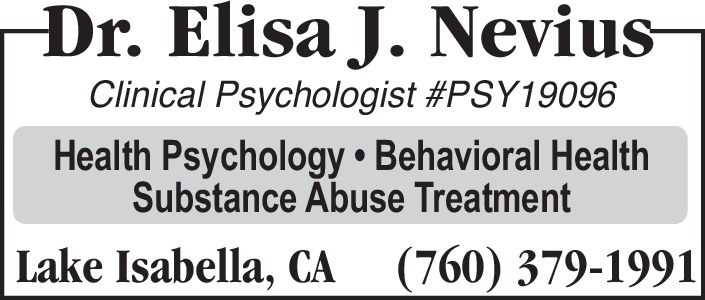 Dr. Elisa J. Nevius
Clinical Psychologist #PSY19096
Health Psychology • Behavioral Health
Substance Abuse Treatment
Lake Isabella, CA (760) 379-1991